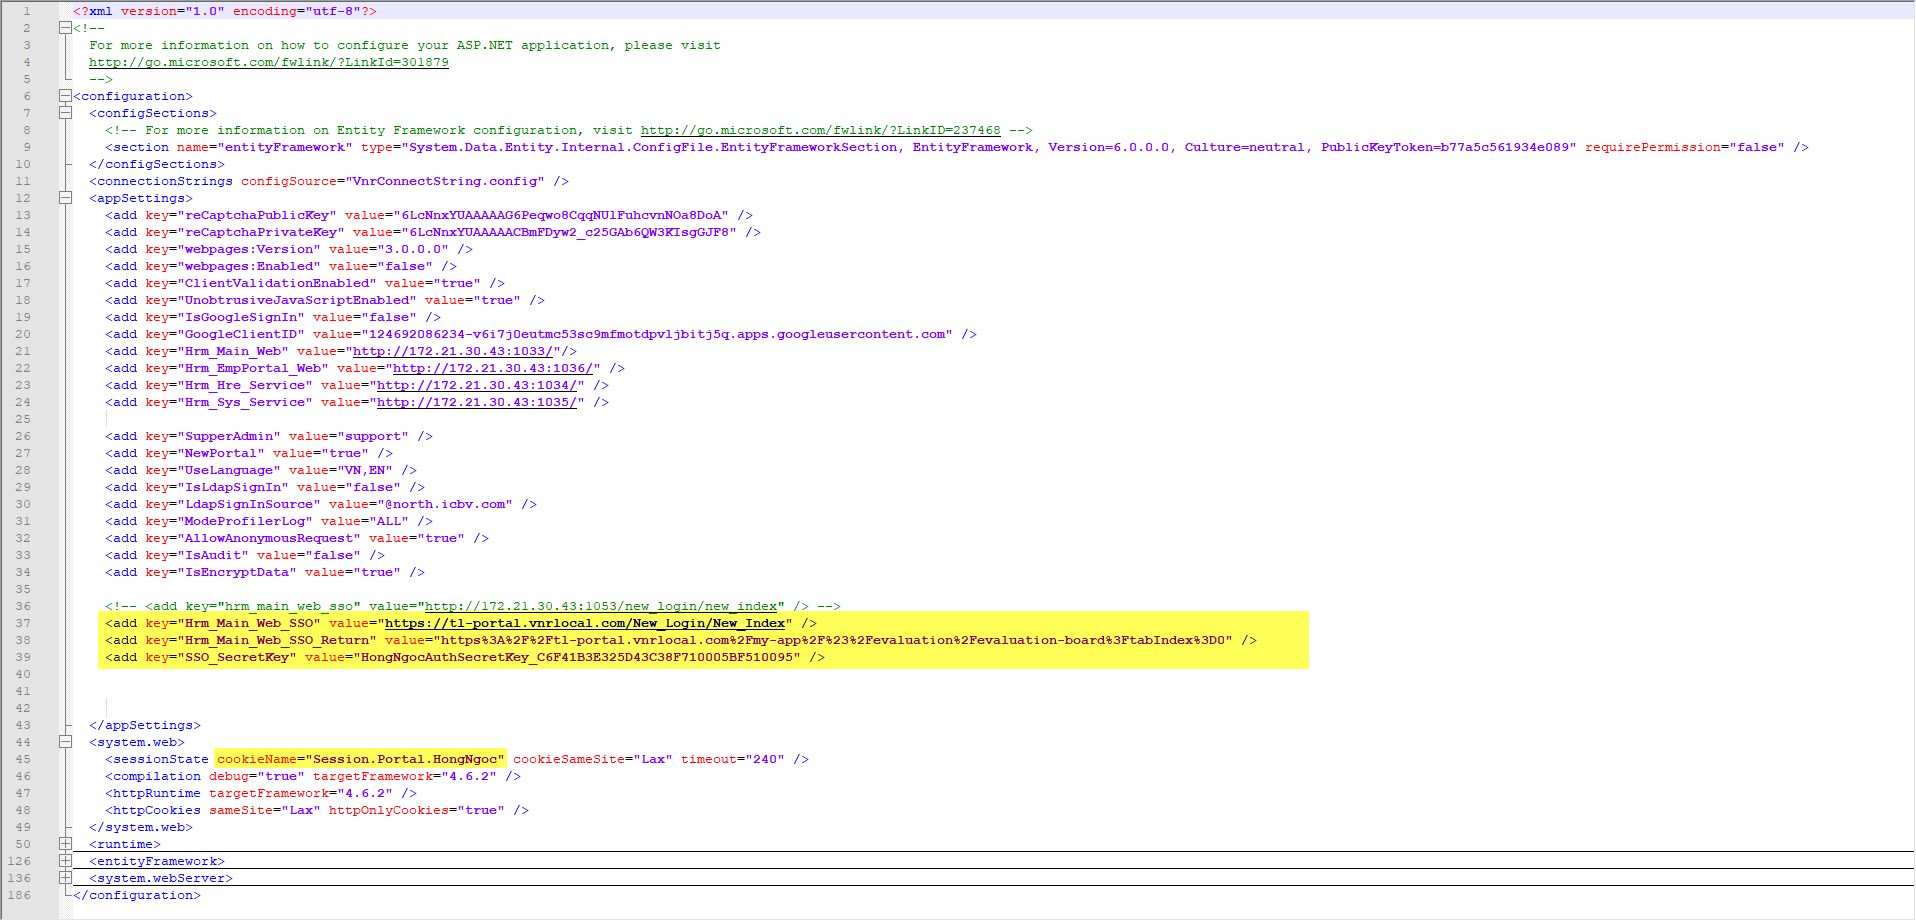 1 <?xml version="1.0" encoding="utf-8"?>
2 <!--
3 For more information on how to configure your ASP.NET application, please visit
4 http://go.microsoft.com/fwlink/?LinkId=301879
5 -->
6 <configuration>
7 <configSections>
8 <!-- For more information on Entity Framework configuration, visit http://go.microsoft.com/fwlink/?LinkID=237468 -->
9 <section name="entityFramework" type="System.Data.Entity.Internal.ConfigFile.EntityFrameworkSection, EntityFramework, Version=6.0.0.0, Culture=neutral, PublicKeyToken=b77a5c561934e089" requirePermission="false" />
10 </configSections>
11 <connectionStrings configSource="VnrConnectString.config" />
12 <appSettings>
13 <add key="reCaptchaPublicKey" value="6LcNnxYUAAAAAG6Peqwo8CqqNUlFuhcvnNOa8DoA" />
14 <add key="reCaptchaPrivateKey" value="6LcNnxYUAAAAACBmFDyw2_c25GAb6QW3KIsgGJF8" />
15 <add key="webpages:Version" value="3.0.0.0" />
16 <add key="webpages:Enabled" value="false" />
17 <add key="ClientValidationEnabled" value="true" />
18 <add key="UnobtrusiveJavaScriptEnabled" value="true" />
19 <add key="IsGoogleSignIn" value="false" />
20 <add key="GoogleClientID" value="124692086234-v6i7j0eutmc53sc9mfmotdpvljbitj5q.apps.googleusercontent.com" />
21 <add key="Hrm_Main_Web" value="http://172.21.30.43:1033/"/>
22 <add key="Hrm_EmpPortal_Web" value="http://172.21.30.43:1036/" />
23 <add key="Hrm_Hre_Service" value="http://172.21.30.43:1034/" />
24 <add key="Hrm_Sys_Service" value="http://172.21.30.43:1035/" />
25
26 <add key="SupperAdmin" value="support" />
27 <add key="NewPortal" value="true" />
28 <add key="UseLanguage" value="VN,EN" />
29 <add key="IsLdapSignIn" value="false" />
30 <add key="LdapSignInSource" value="@north.icbv.com" />
31 <add key="ModeProfilerLog" value="ALL" />
32 <add key="AllowAnonymousRequest" value="true" />
33 <add key="IsAudit" value="false" />
34 <add key="IsEncryptData" value="true" />
35
36 <!-- <add key="hrm_main_web_sso" value="http://172.21.30.43:1053/new_login/new_index" /> -->
37 <add key="Hrm_Main_Web_SSO" value="https://tl-portal.vnrlocal.com/New_Login/New_Index" />
38 <add key="Hrm_Main_Web_SSO_Return" value="https%3A%2F%2Ftl-portal.vnrlocal.com%2Fmy-app%2F%23%2Fevaluation%2Fevaluation-board%3FtabIndex%3D0" />
39 <add key="SSO_SecretKey" value="HongNgocAuthSecretKey_C6F41B3E325D43C38F710005BF510095" />
40
41
42
43 </appSettings>
44 <system.web>
45 <sessionState cookieName="Session.Portal.HongNgoc" cookieSameSite="Lax" timeout="240" />
46 <compilation debug="true" targetFramework="4.6.2" />
47 <httpRuntime targetFramework="4.6.2" />
48 <httpCookies sameSite="Lax" httpOnlyCookies="true" />
49 </system.web>
50 <runtime>
126 <entityFramework>
136 <system.webServer>
186 </configuration>